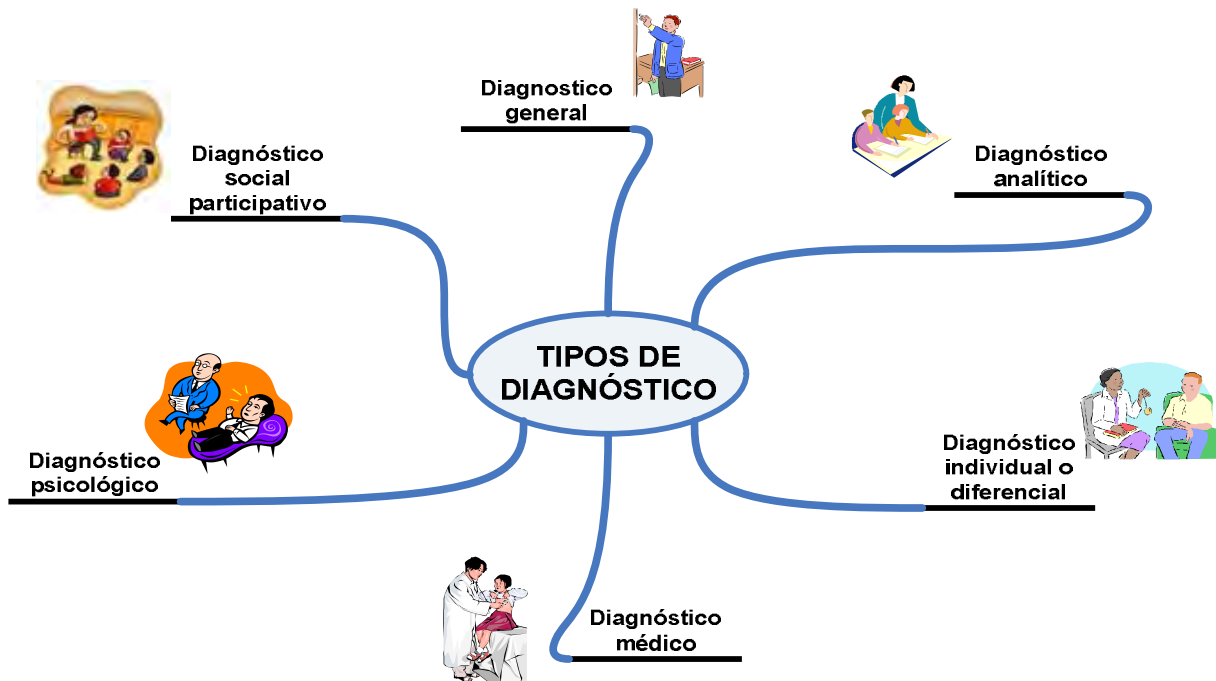 Diagnostico
general
Diagnóstico
analítico
Diagnóstico
social
participativo
TIPOS DE
DIAGNÓSTICO
Diagnóstico
psicológico
Diagnóstico
individual o
diferencial
Diagnóstico
médico